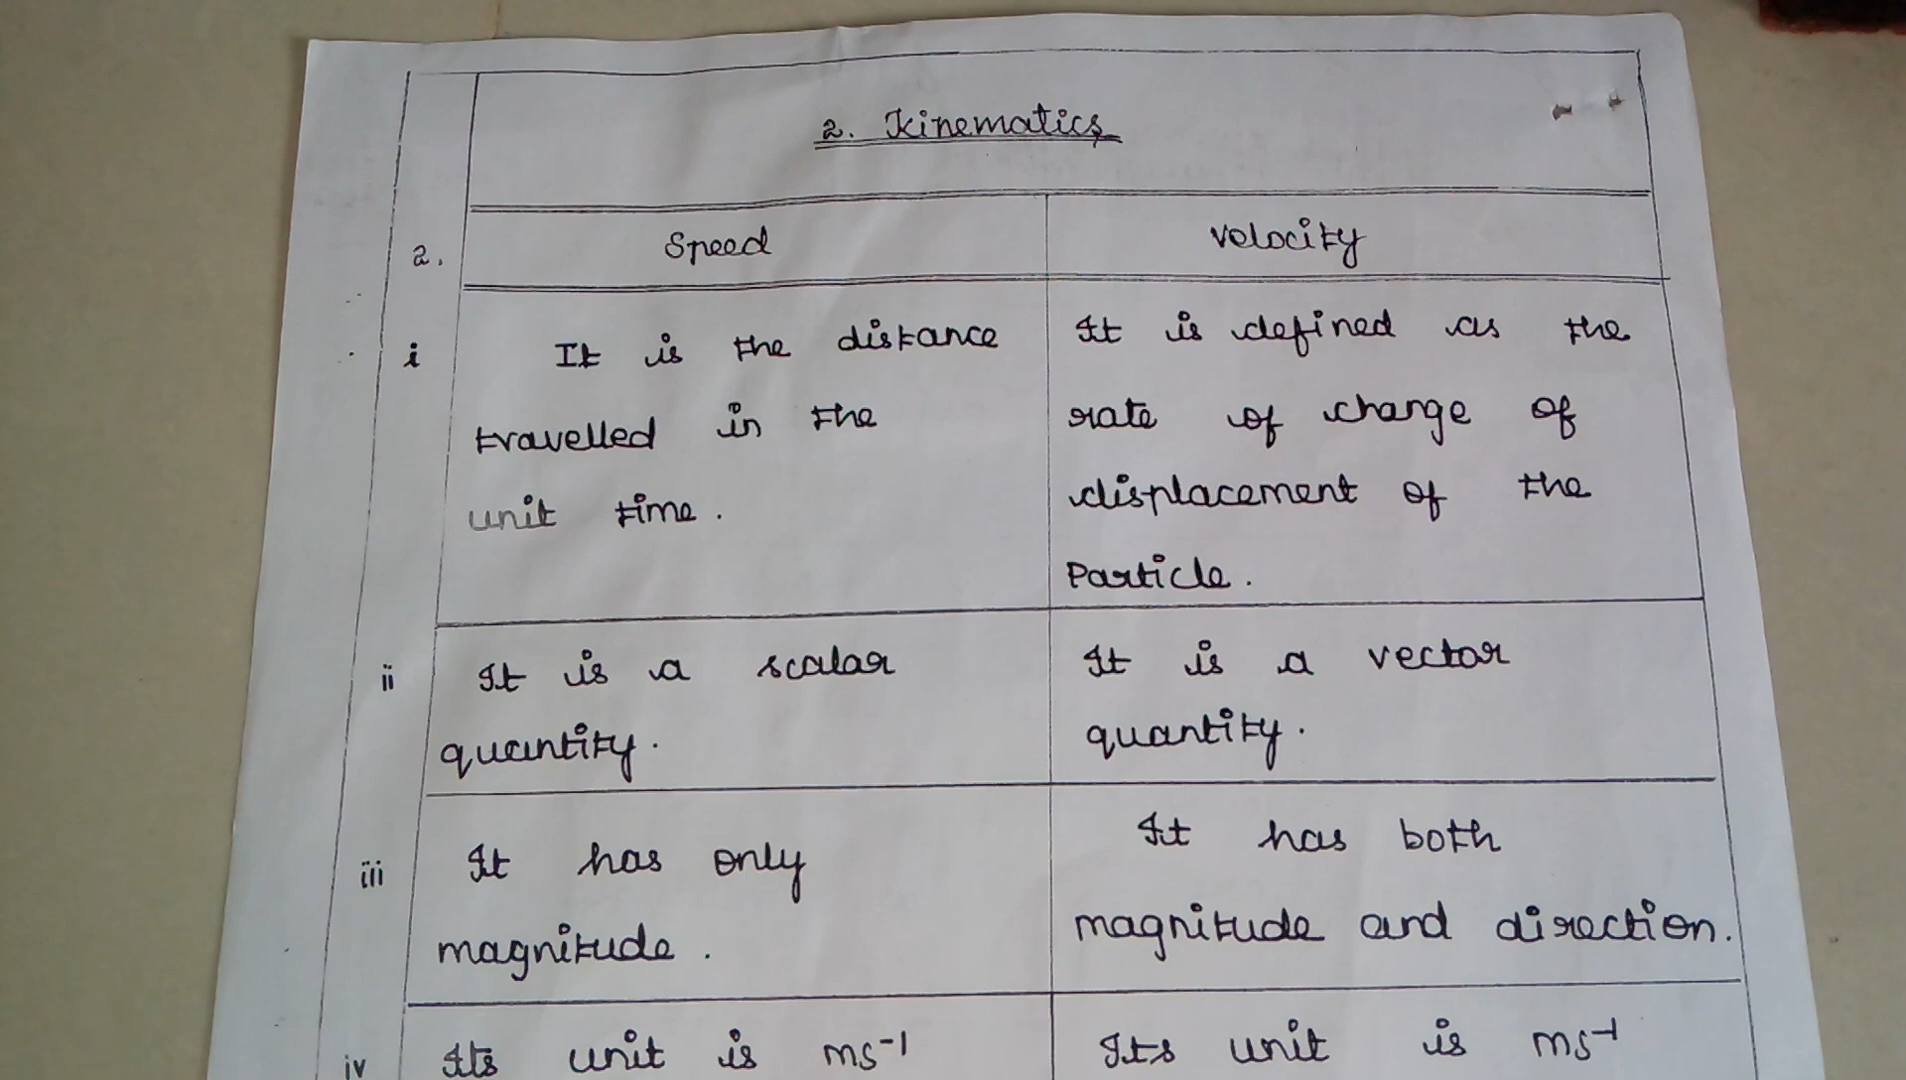 2. Kinematics
2. Speed Velocity
i It is the distance
travelled in the
unit time.
It is defined as the
rate of change of
displacement of the
Particle.
ii It is a scalar
quantity.
It is a vector
quantity.
iii It has only
magnitude.
It has both
magnitude and direction.
iv Its unit is ms⁻¹
Its unit is ms⁻¹